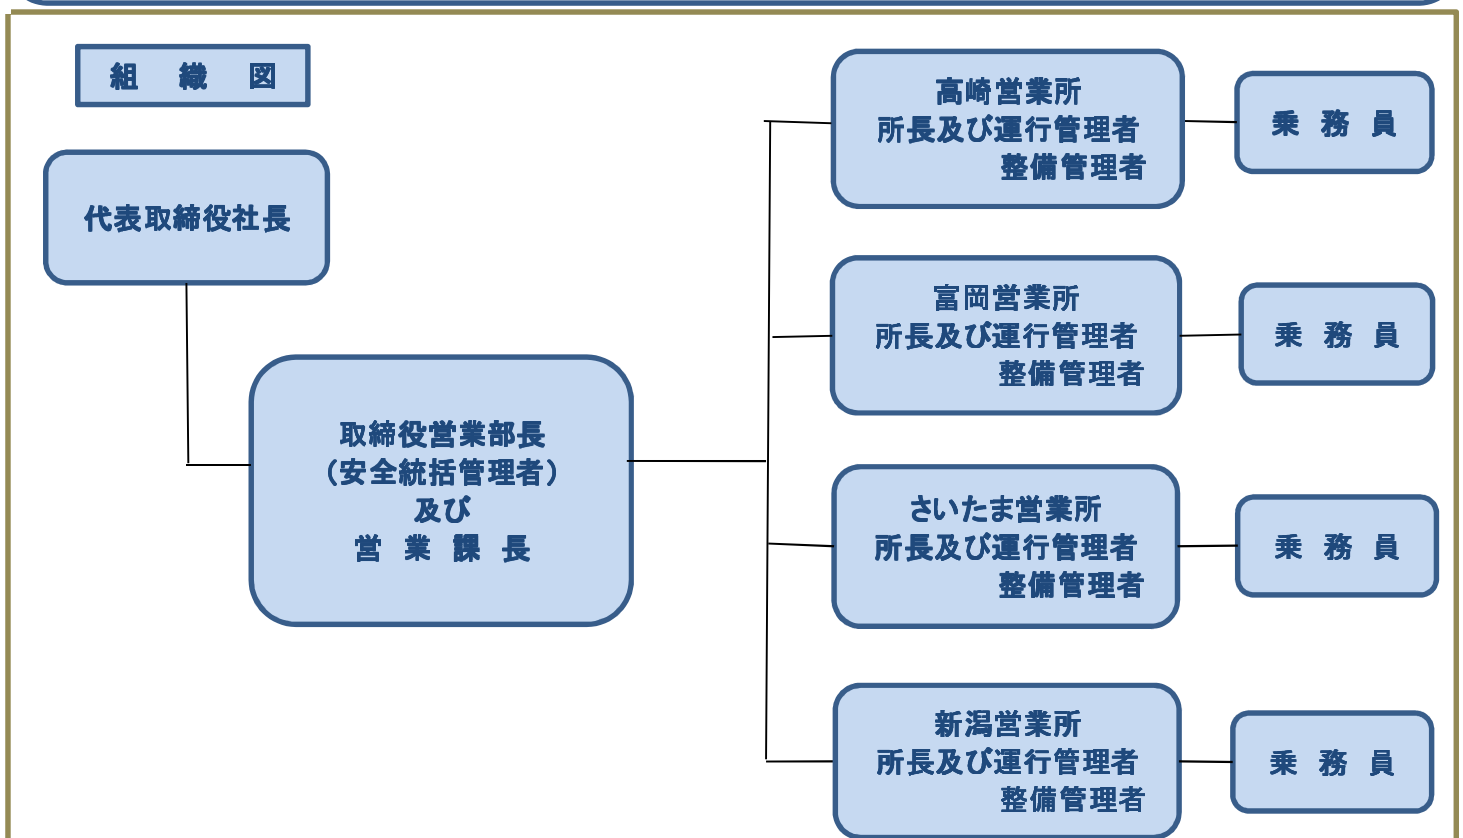 組 織 図
代表取締役社長
取締役営業部長
（安全統括管理者）
及び
営 業 課 長
高崎営業所
所長及び運行管理者
整備管理者
乗 務 員
富岡営業所
所長及び運行管理者
整備管理者
乗 務 員
さいたま営業所
所長及び運行管理者
整備管理者
乗 務 員
新潟営業所
所長及び運行管理者
整備管理者
乗 務 員